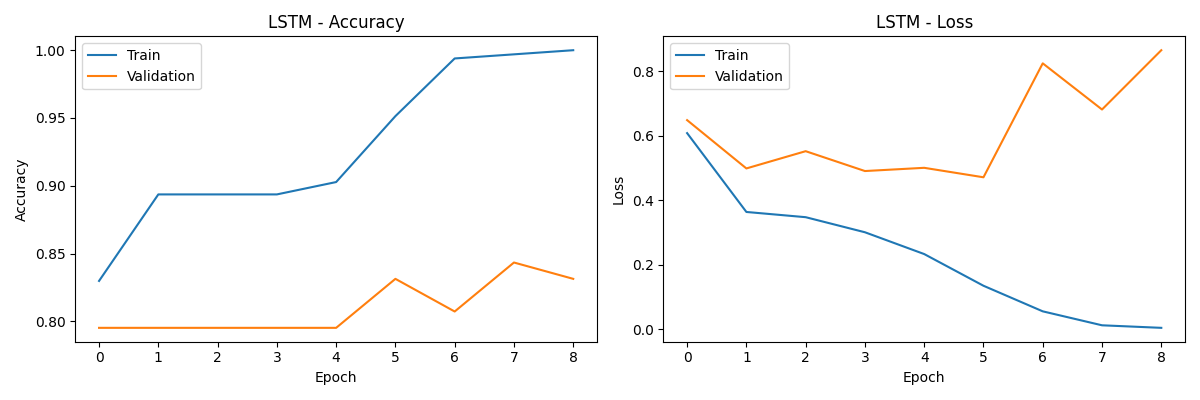 LSTM - Accuracy
Train
Validation
1.00
0.95
0.90
0.85
0.80
Accuracy
0 1 2 3 4 5 6 7 8
Epoch
LSTM - Loss
Train
Validation
0.8
0.6
0.4
0.2
0.0
Loss
0 1 2 3 4 5 6 7 8
Epoch